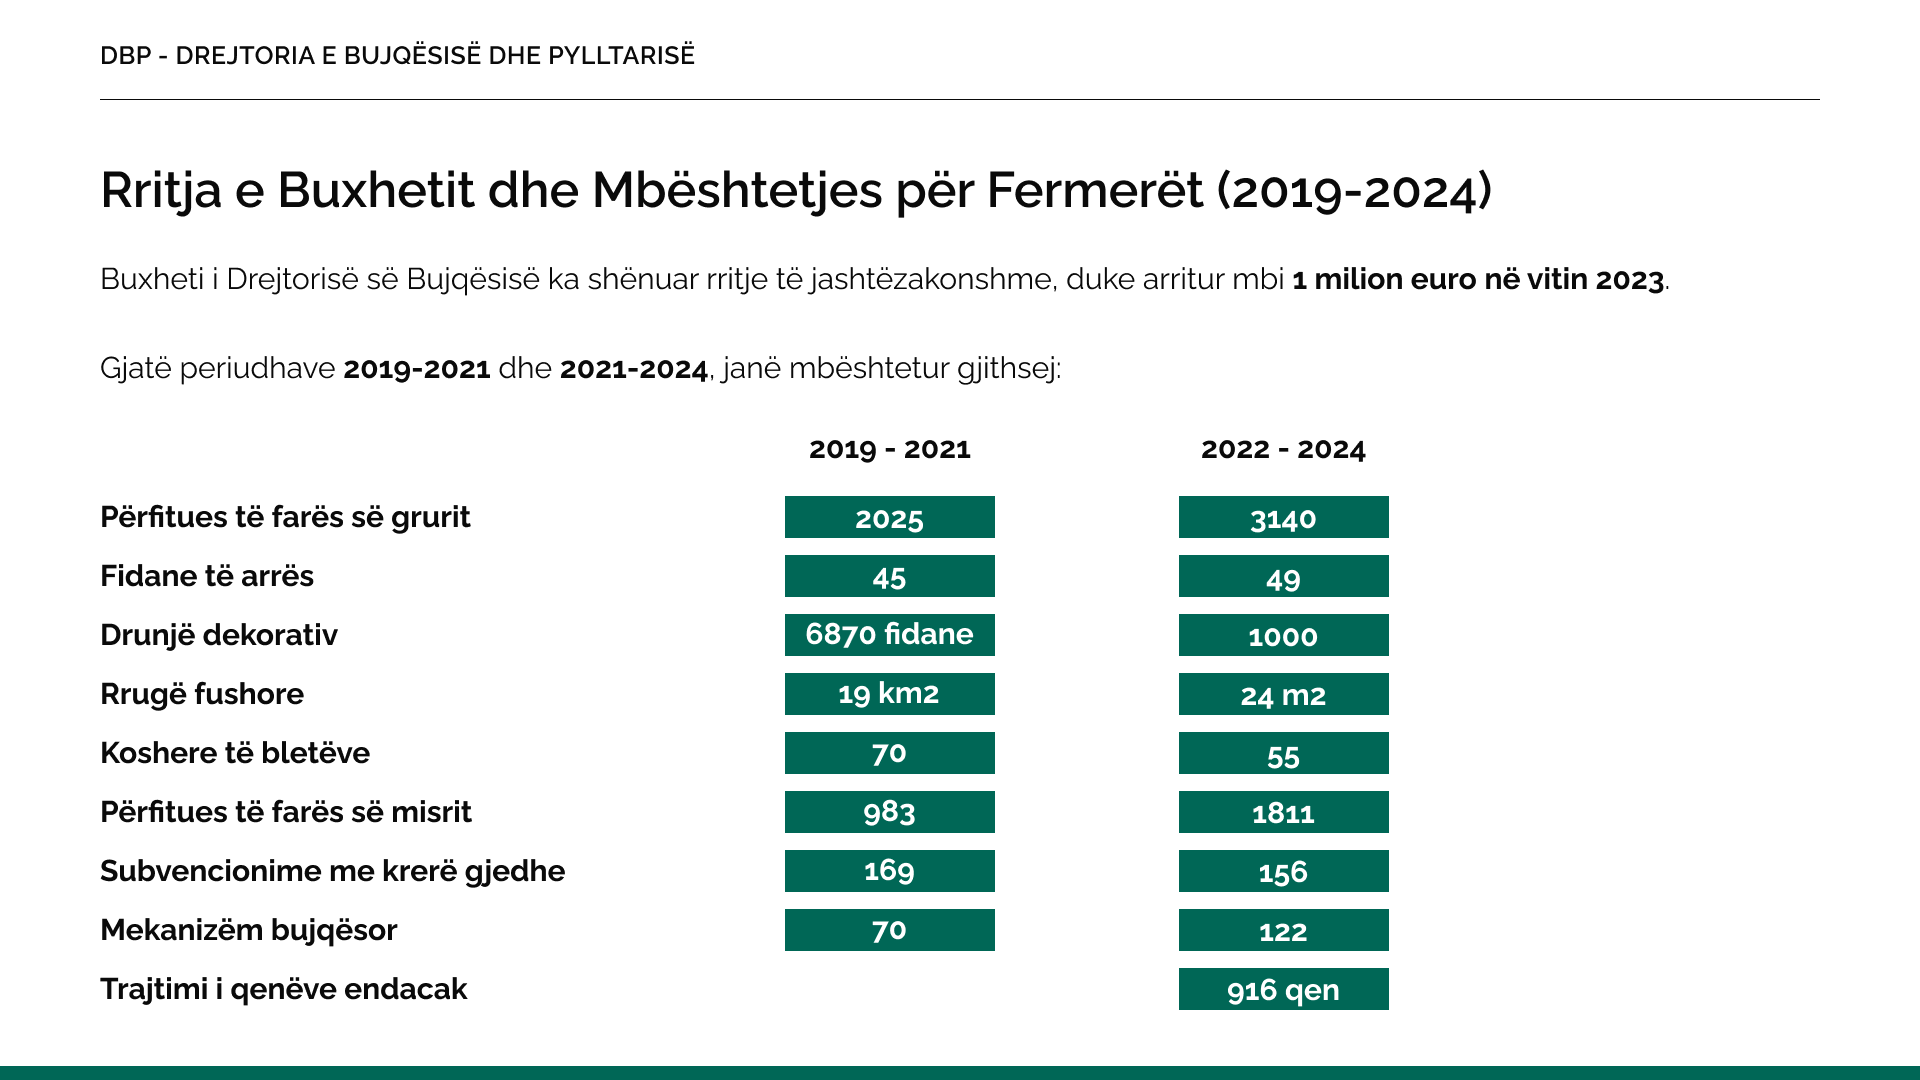 DBP - DREJTORIA E BUJQËSISË DHE PYLLTARISË
Rritja e Buxhetit dhe Mbështetjes për Fermerët (2019-2024)
Buxheti i Drejtorisë së Bujqësisë ka shënuar rritje të jashtëzakonshme, duke arritur mbi 1 milion euro në vitin 2023.
Gjatë periudhave 2019-2021 dhe 2021-2024, janë mbështetur gjithsej:
2019 - 2021 2022 - 2024
Përfitues të farës së grurit 2025 3140
Fidane të arrës 45 49
Drunjë dekorativ 6870 fidane 1000
Rrugë fushore 19 km2 24 m2
Koshere të bletëve 70 55
Përfitues të farës së misrit 983 1811
Subvencionime me krerë gjedhe 169 156
Mekanizëm bujqësor 70 122
Trajtimi i qenëve endacak 916 qen